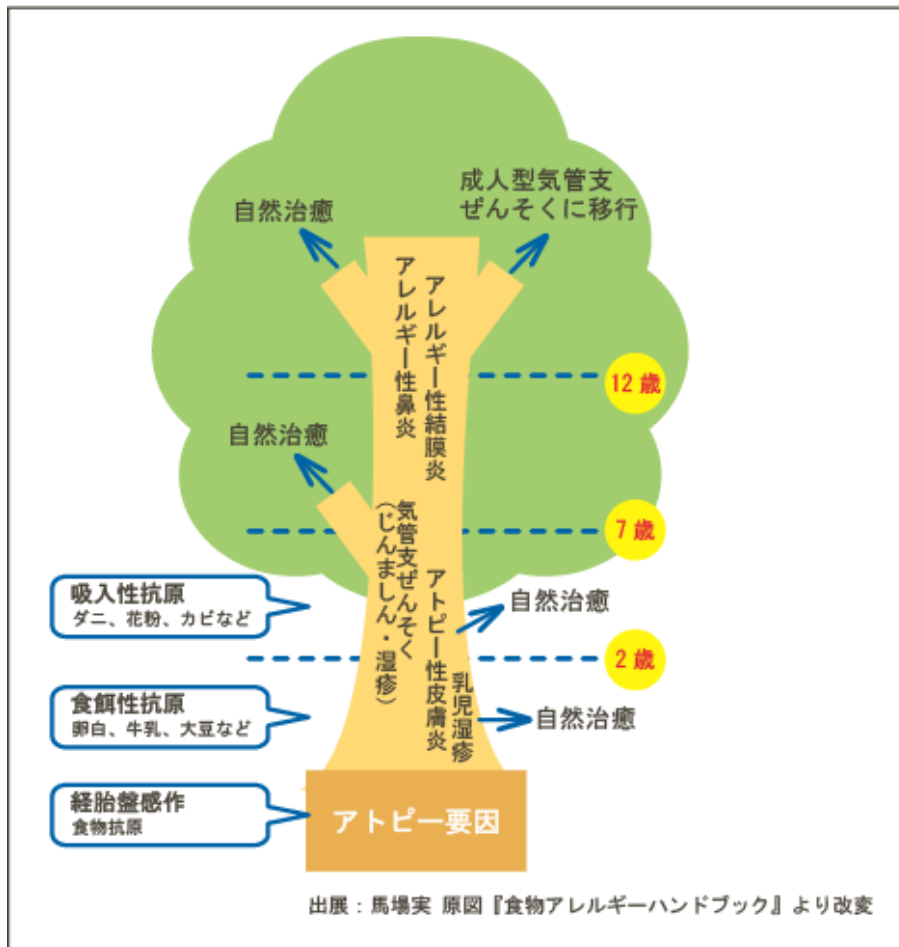 自然治癒
成人型気管支
ぜんそくに移行
アレルギー性鼻炎
アレルギー性結膜炎
12歳
自然治癒
7歳
気管支ぜんそく
(じんましん・湿疹)
アトピー性皮膚炎
乳児湿疹
吸入性抗原
ダニ、花粉、カビなど
自然治癒
2歳
食餌性抗原
卵白、牛乳、大豆など
自然治癒
経胎盤感作
食物抗原
アトピー要因
出展：馬場実 原図『食物アレルギーハンドブック』より改変